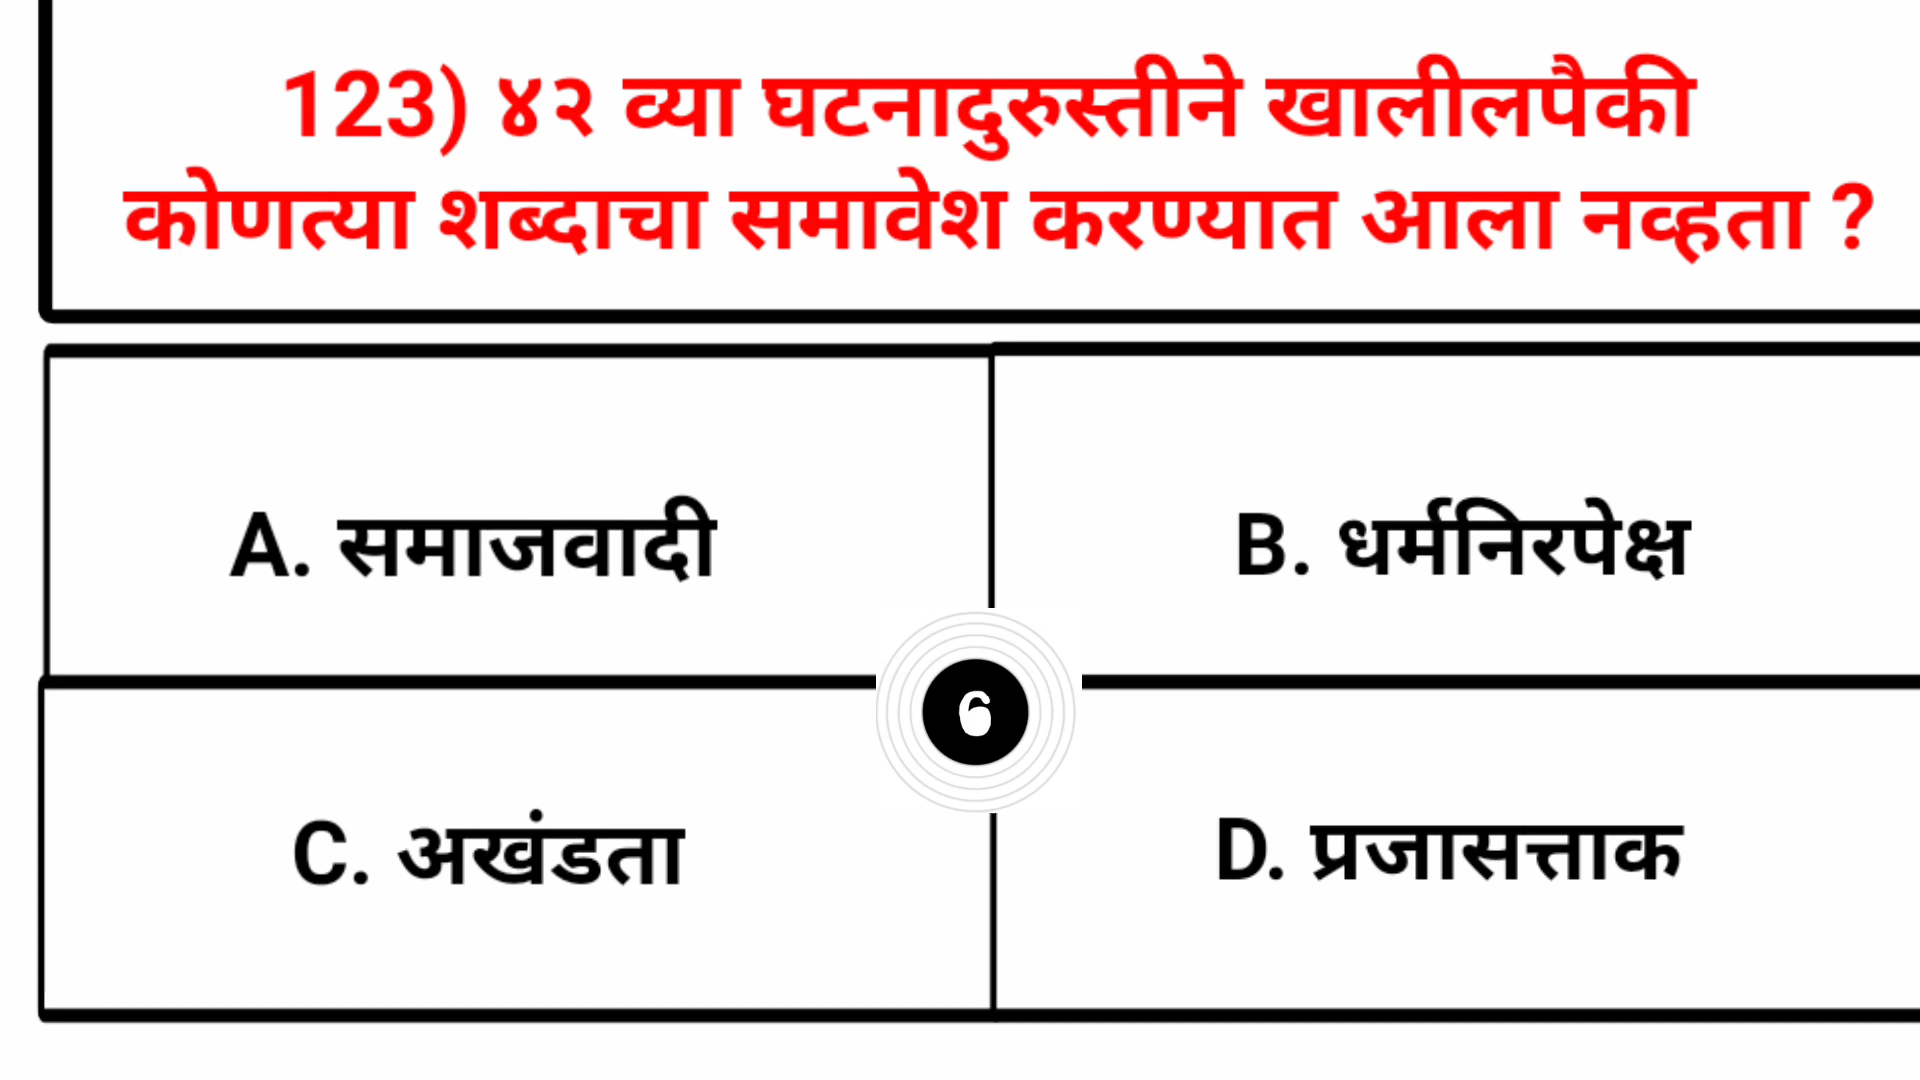 123) ४२ व्या घटनादुरुस्तीने खालीलपैकी
कोणत्या शब्दाचा समावेश करण्यात आला नव्हता ?
A. समाजवादी
B. धर्मनिरपेक्ष
6
C. अखंडता
D. प्रजासत्ताक